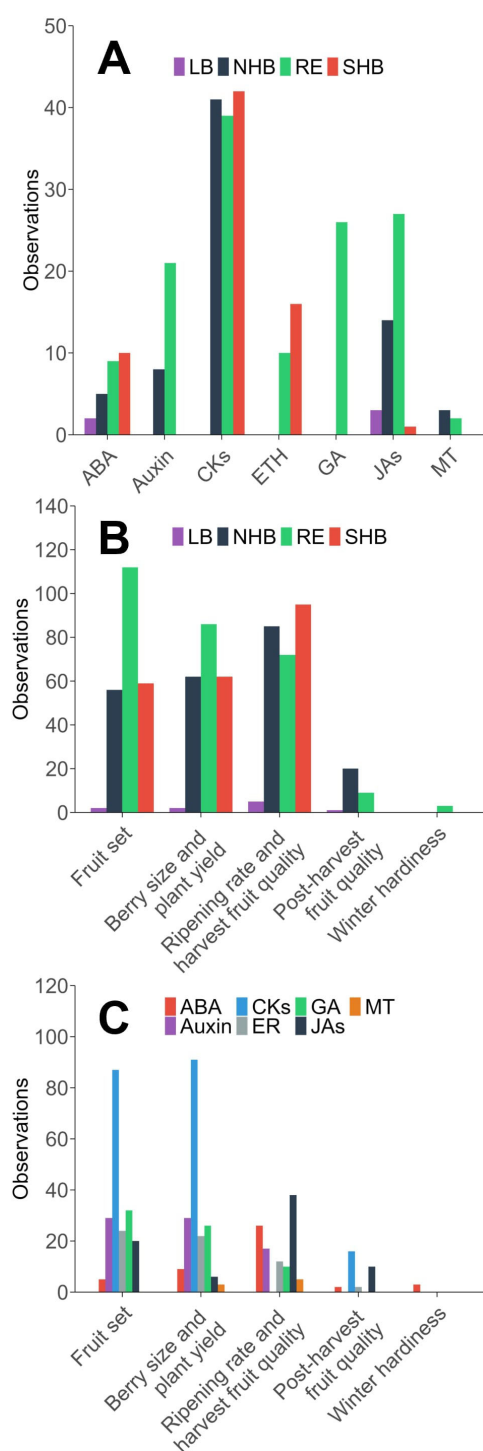 A
LB NHB RE SHB
Observations
50
40
30
20
10
0
ABA
Auxin
CKs
ETH
GA
JAs
MT
B
LB NHB RE SHB
Observations
140
120
100
80
60
40
20
0
Fruit set
Berry size and
plant yield
Ripening rate and
harvest fruit quality
Post-harvest
fruit quality
Winter hardiness
C
ABA CKs GA MT
Auxin ER JAs
Observations
120
100
80
60
40
20
0
Fruit set
Berry size and
plant yield
Ripening rate and
harvest fruit quality
Post-harvest
fruit quality
Winter hardiness